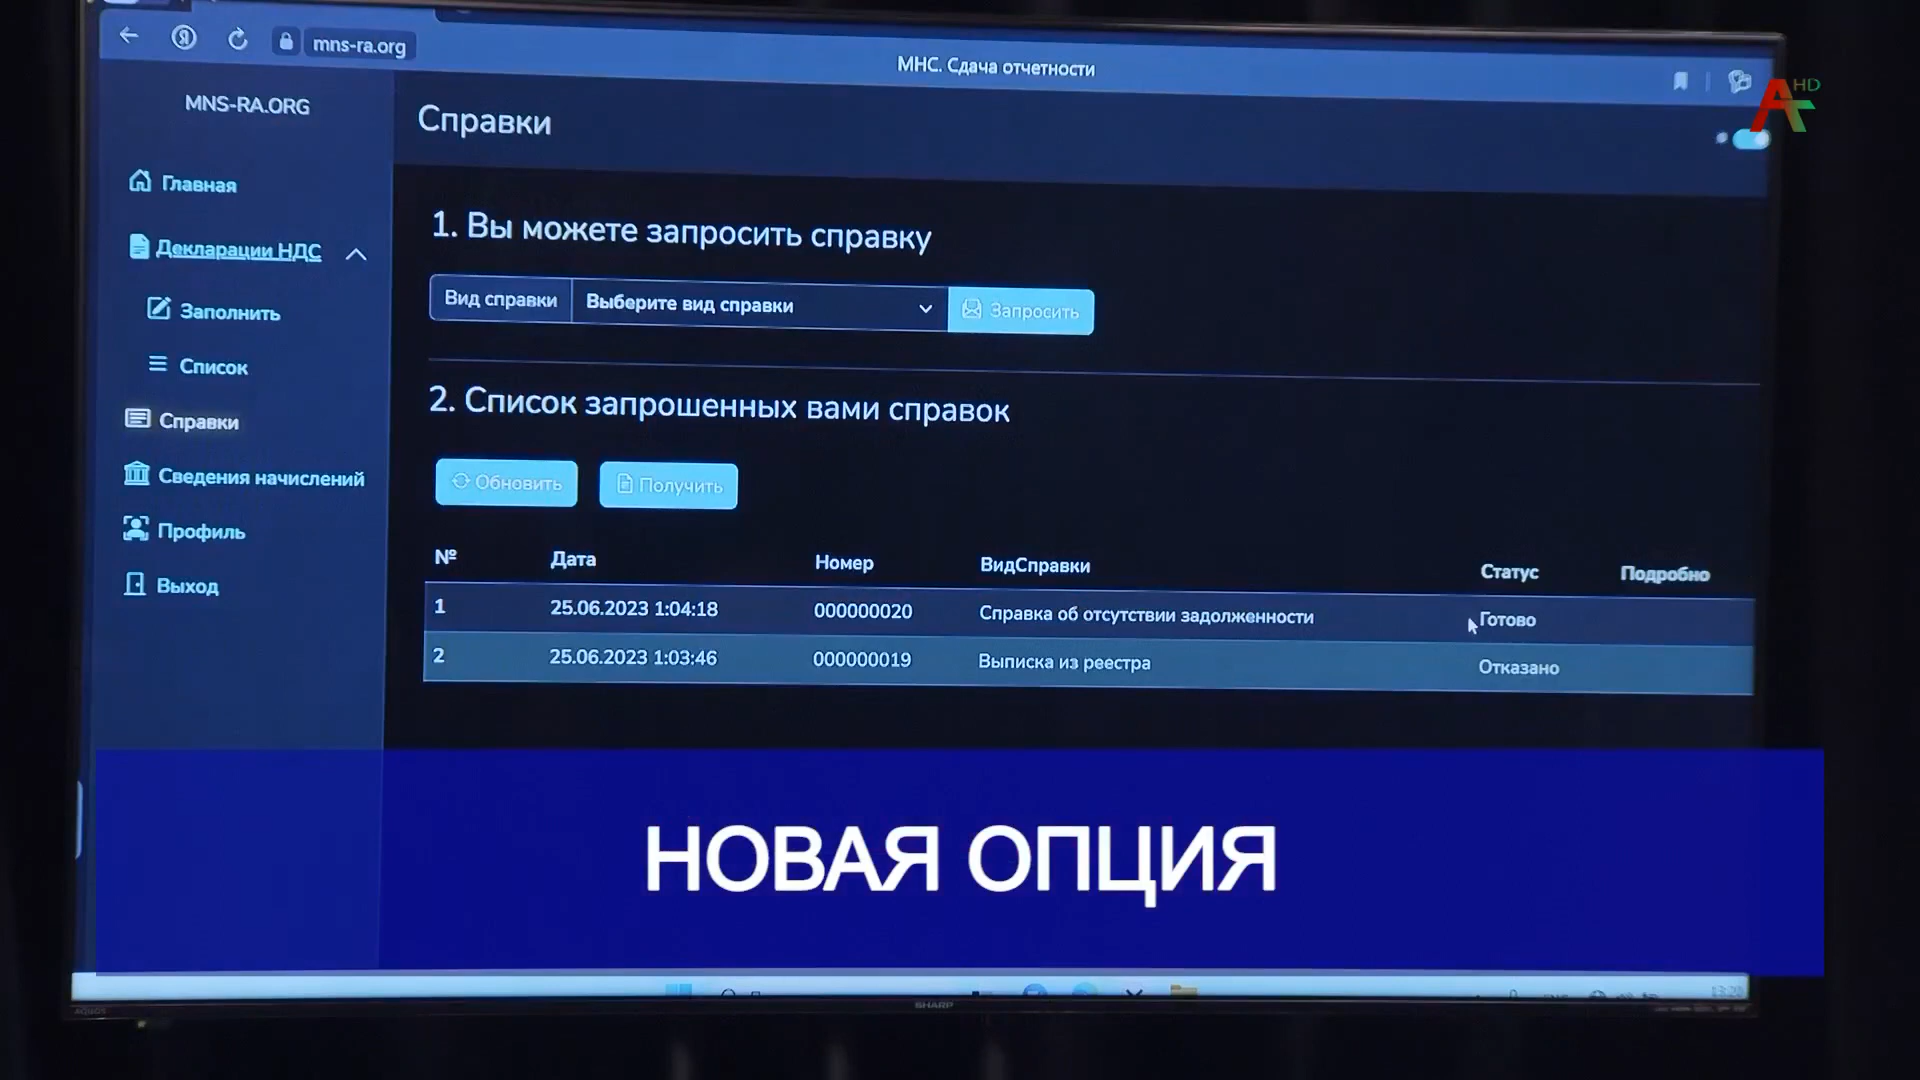 mns-ra.org
МНС. Сдача отчетности
HD
AT
MNS-RA.ORG
Справки
Главная
Декларации НДС
Заполнить
Список
Справки
Сведения начислений
Профиль
Выход
1. Вы можете запросить справку
Вид справки Выберите вид справки Запросить
2. Список запрошенных вами справок
Обновить Получить
№ Дата Номер ВидСправки Статус Подробно
1 25.06.2023 1:04:18 000000020 Справка об отсутствии задолженности Готово
2 25.06.2023 1:03:46 000000019 Выписка из реестра Отказано
НОВАЯ ОПЦИЯ
SHARP
AQUOS